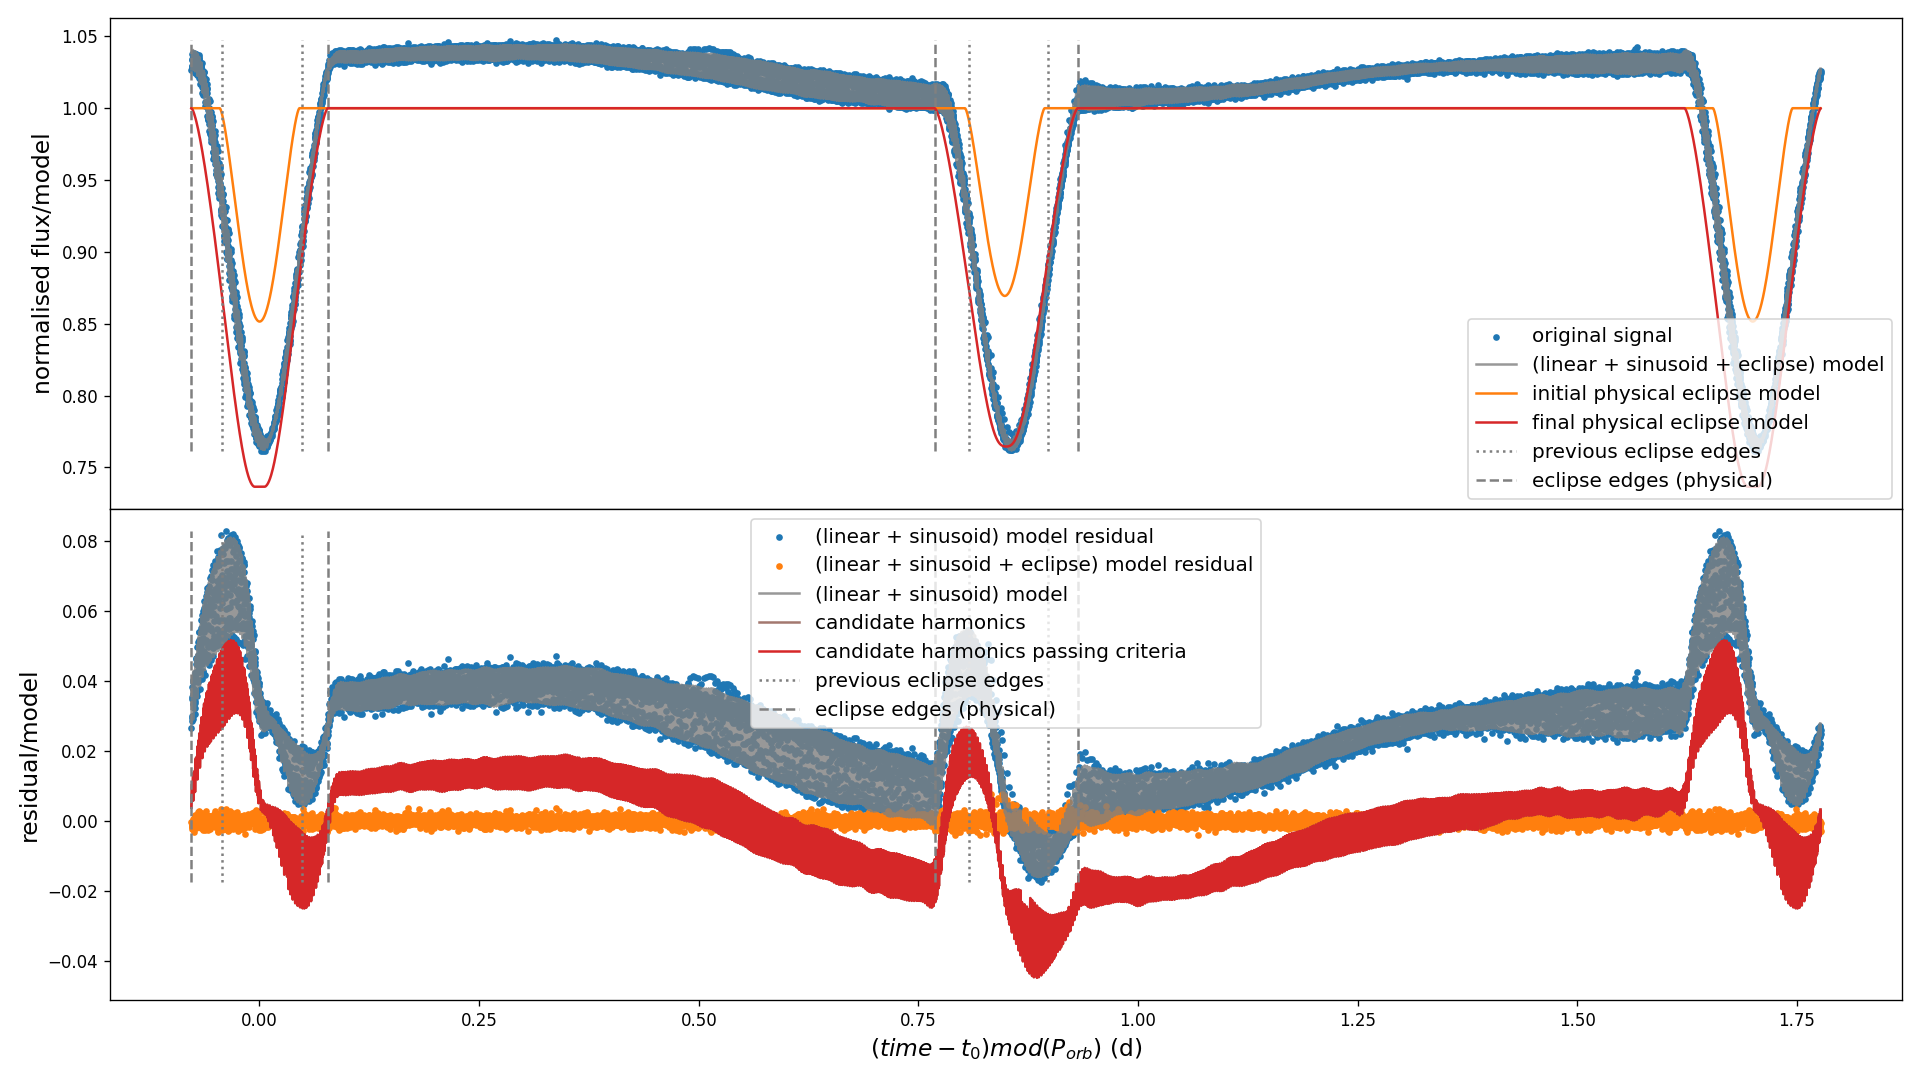 normalised flux/model
1.05
1.00
0.95
0.90
0.85
0.80
0.75
original signal
(linear + sinusoid + eclipse) model
initial physical eclipse model
final physical eclipse model
previous eclipse edges
eclipse edges (physical)
residual/model
0.08
0.06
0.04
0.02
0.00
−0.02
−0.04
(linear + sinusoid) model residual
(linear + sinusoid + eclipse) model residual
(linear + sinusoid) model
candidate harmonics
candidate harmonics passing criteria
previous eclipse edges
eclipse edges (physical)
0.00 0.25 0.50 0.75 1.00 1.25 1.50 1.75
(time − t₀)mod(P_orb) (d)